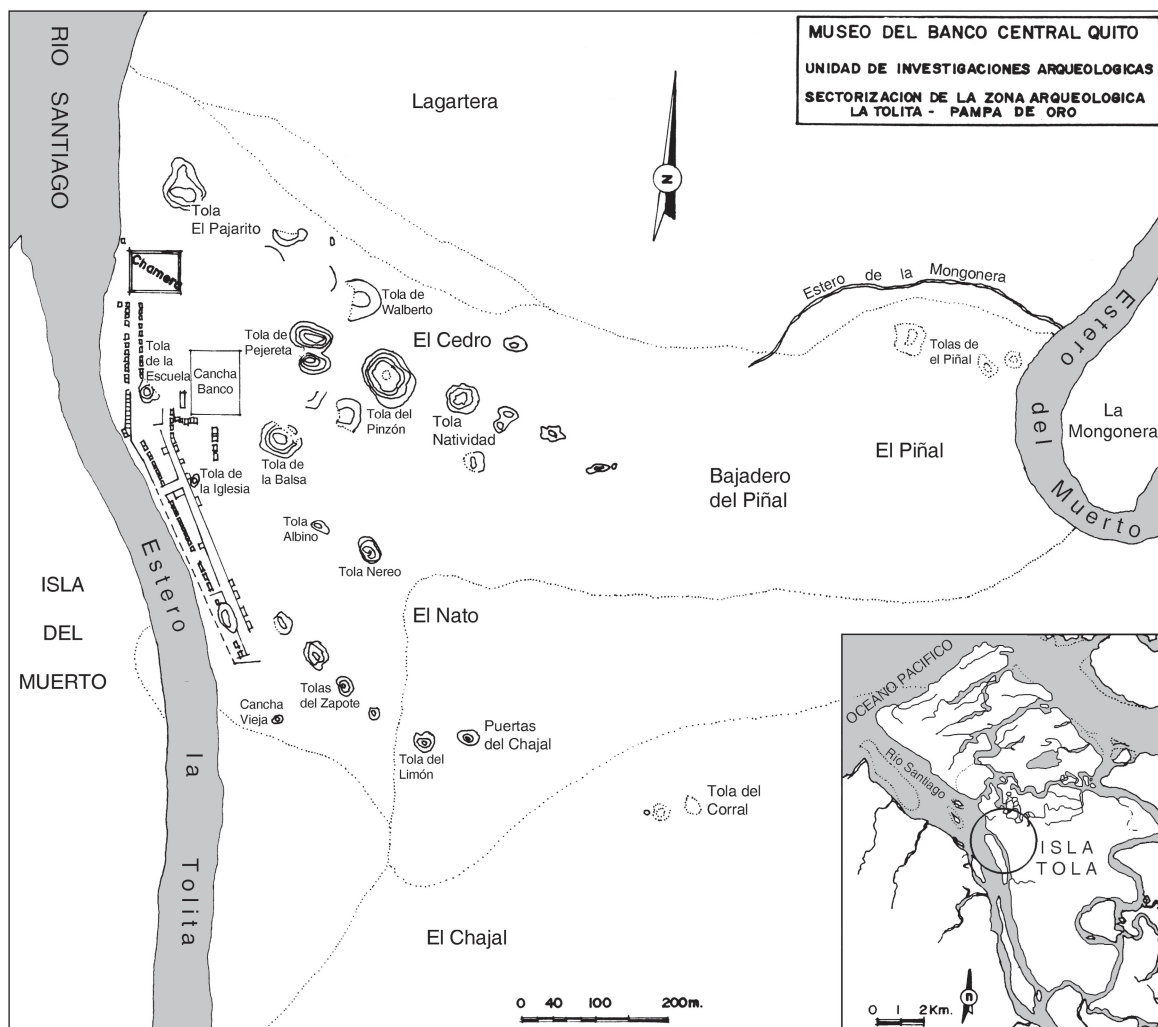 MUSEO DEL BANCO CENTRAL QUITO
UNIDAD DE INVESTIGACIONES ARQUEOLOGICAS
SECTORIZACION DE LA ZONA ARQUEOLOGICA
LA TOLITA - PAMPA DE ORO
RIO SANTIAGO
Lagartera
N
Tola
El Pajarito
Chamera
Tola de
Walberto
Estero de la Mongonera
Estero del Muerto
Tola de
Pejereta
El Cedro
Tolas de
el Piñal
Tola
de la
Escuela
Cancha
Banco
Tola del
Pinzón
Tola
Natividad
La
Mongonera
El Piñal
Tola de
la Iglesia
Tola de
la Balsa
Bajadero
del Piñal
Tola
Albino
Tola Nereo
Estero la Tolita
ISLA
DEL
MUERTO
El Nato
Tolas
del Zapote
Cancha
Vieja
Puertas
del Chajal
Tola del
Limón
Tola del
Corral
El Chajal
0 40 100 200m.
OCEANO PACIFICO
Rio Santiago
ISLA
TOLA
n
0 1 2Km.